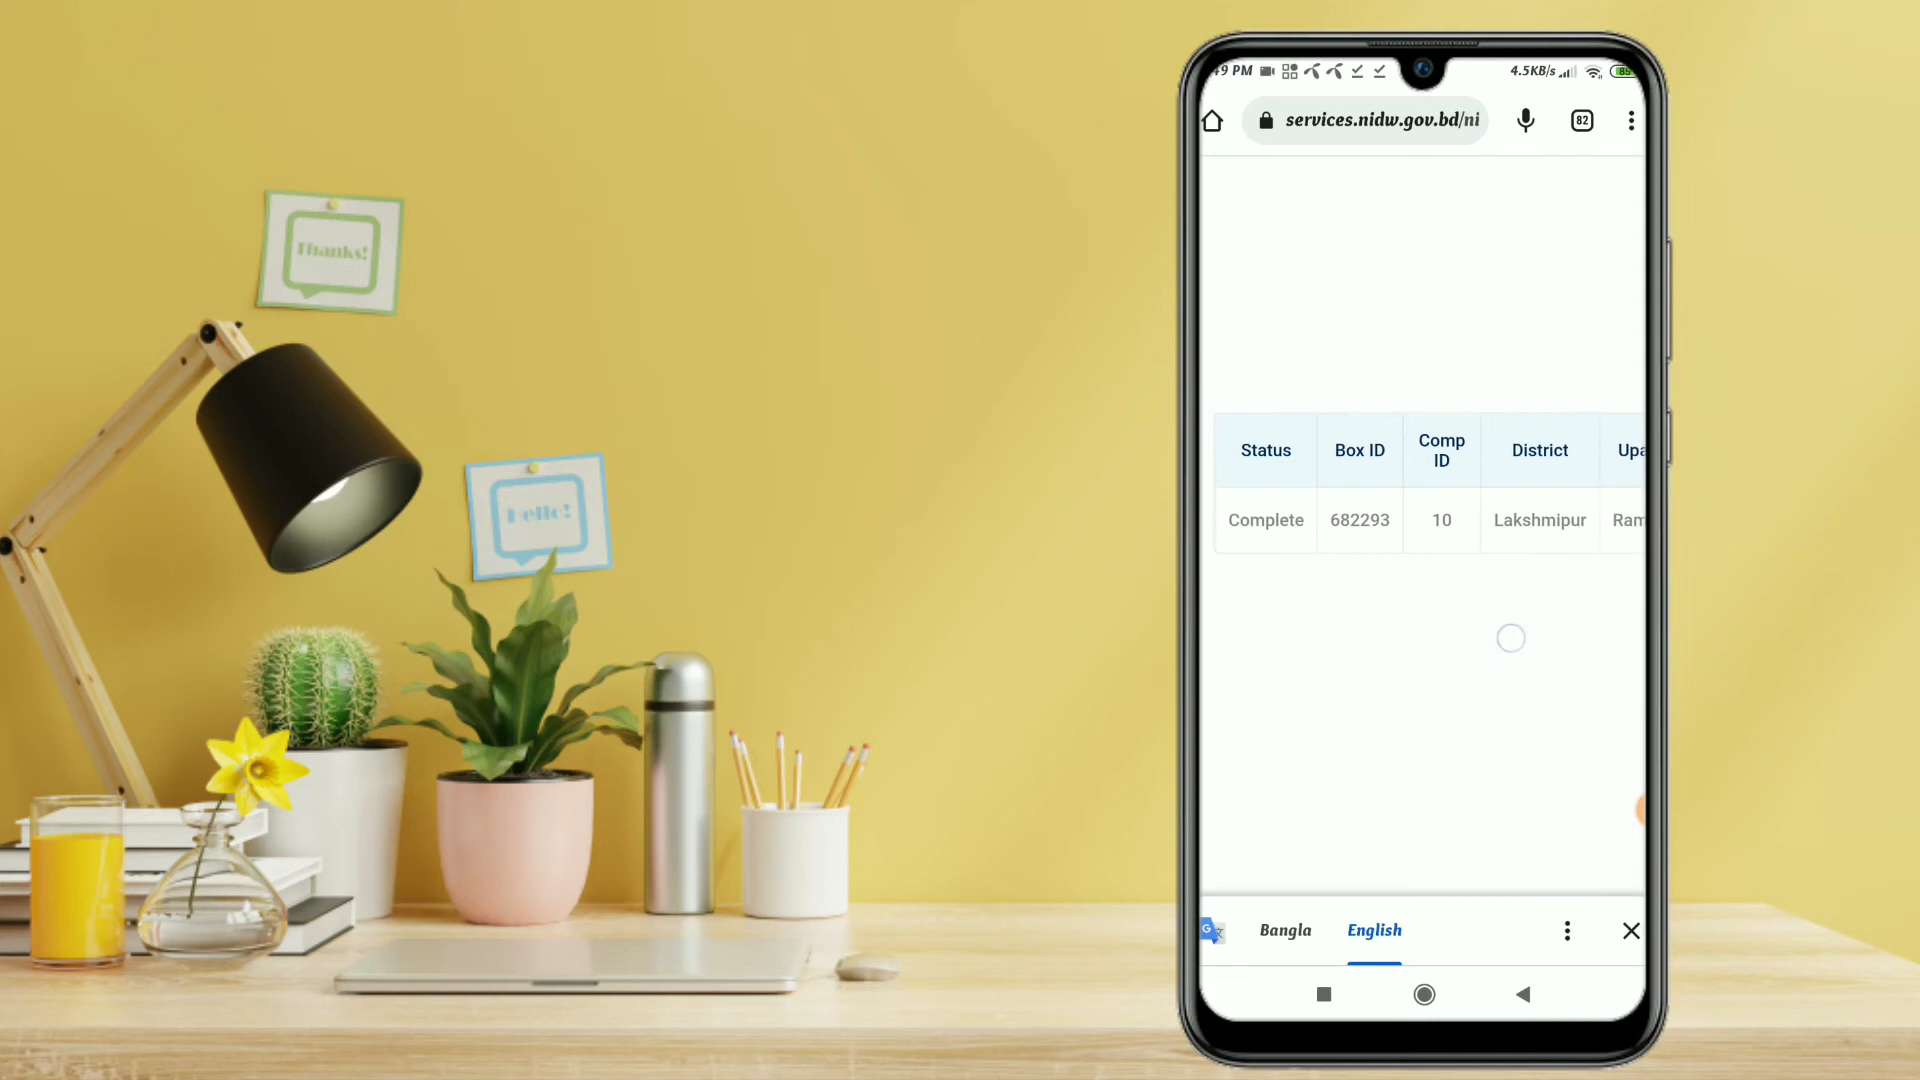 Thanks!
Hello!
9 PM
4.5KB/s
85
services.nidw.gov.bd/ni
82
Status Box ID Comp ID District Upa
Complete 682293 10 Lakshmipur Ram
G
Bangla English